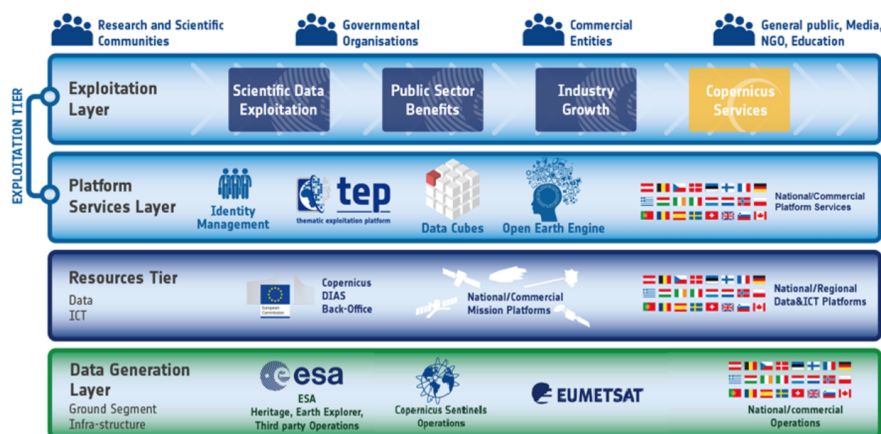 Research and Scientific
Communities
Governmental
Organisations
Commercial
Entities
General public, Media,
NGO, Education
EXPLOITATION TIER
Exploitation
Layer
Scientific Data
Exploitation
Public Sector
Benefits
Industry
Growth
Copernicus
Services
Platform
Services Layer
Identity
Management
tep
thematic exploitation platform
Data Cubes
Open Earth Engine
National/Commercial
Platform Services
Resources Tier
Data
ICT
European
Commission
Copernicus
DIAS
Back-Office
National/Commercial
Mission Platforms
National/Regional
Data&ICT Platforms
Data Generation
Layer
Ground Segment
Infra-structure
esa
ESA
Heritage, Earth Explorer,
Third party Operations
Copernicus Sentinels
Operations
EUMETSAT
National/commercial
Operations